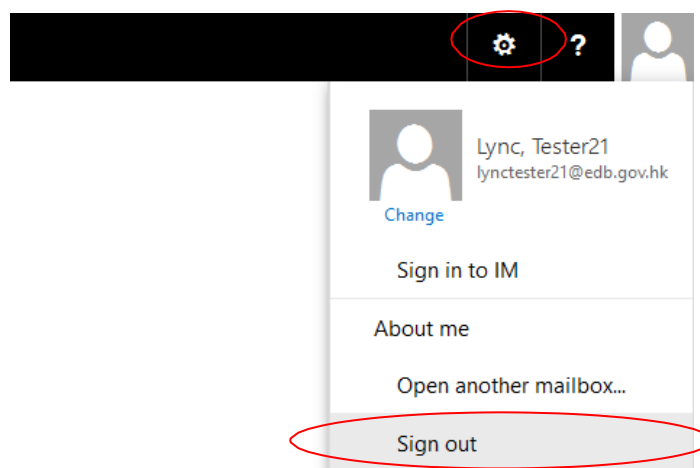 ?
Lync, Tester21
lynctester21@edb.gov.hk
Change
Sign in to IM
About me
Open another mailbox...
Sign out